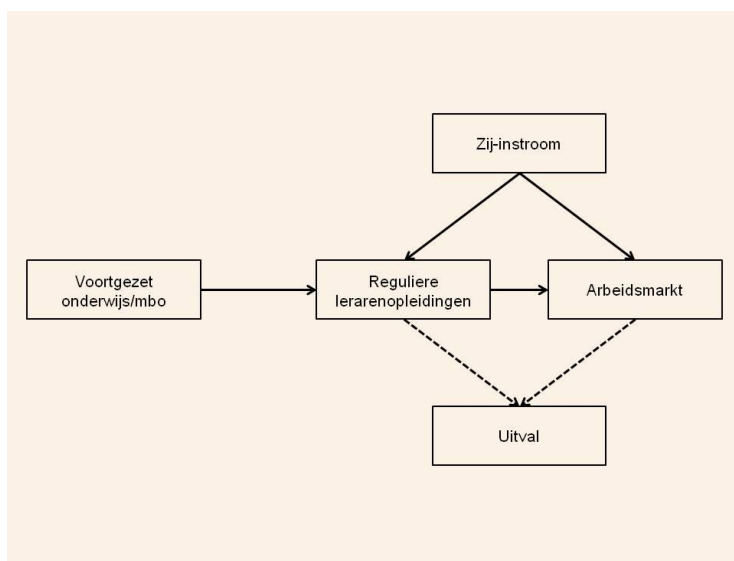 Zij-instroom
Voortgezet
onderwijs/mbo
Reguliere
lerarenopleidingen
Arbeidsmarkt
Uitval